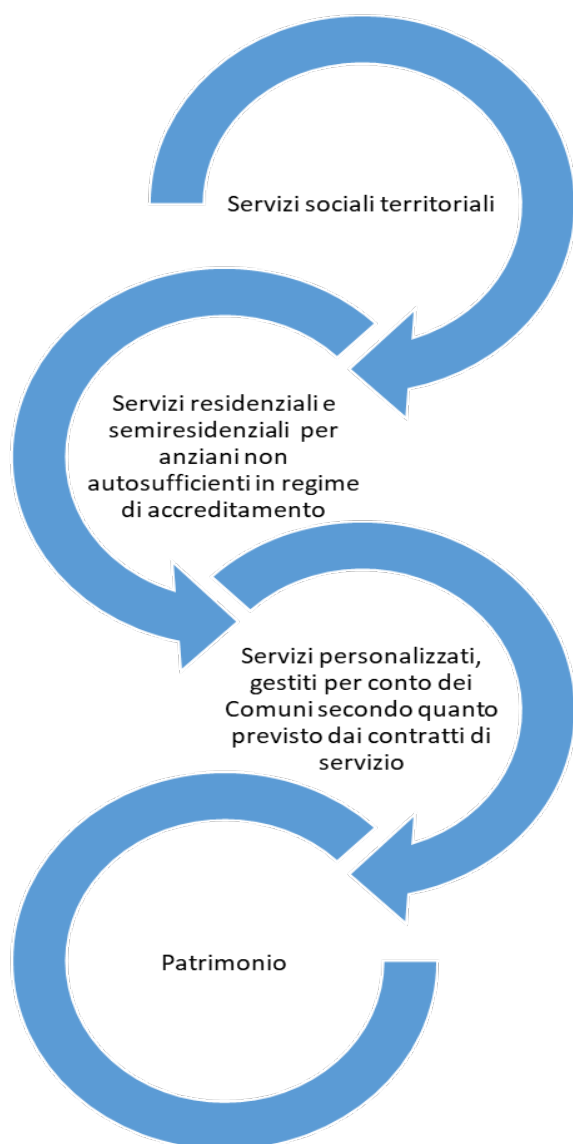 Servizi sociali territoriali
Servizi residenziali e
semiresidenziali per
anziani non
autosufficienti in regime
di accreditamento
Servizi personalizzati,
gestiti per conto dei
Comuni secondo quanto
previsto dai contratti di
servizio
Patrimonio